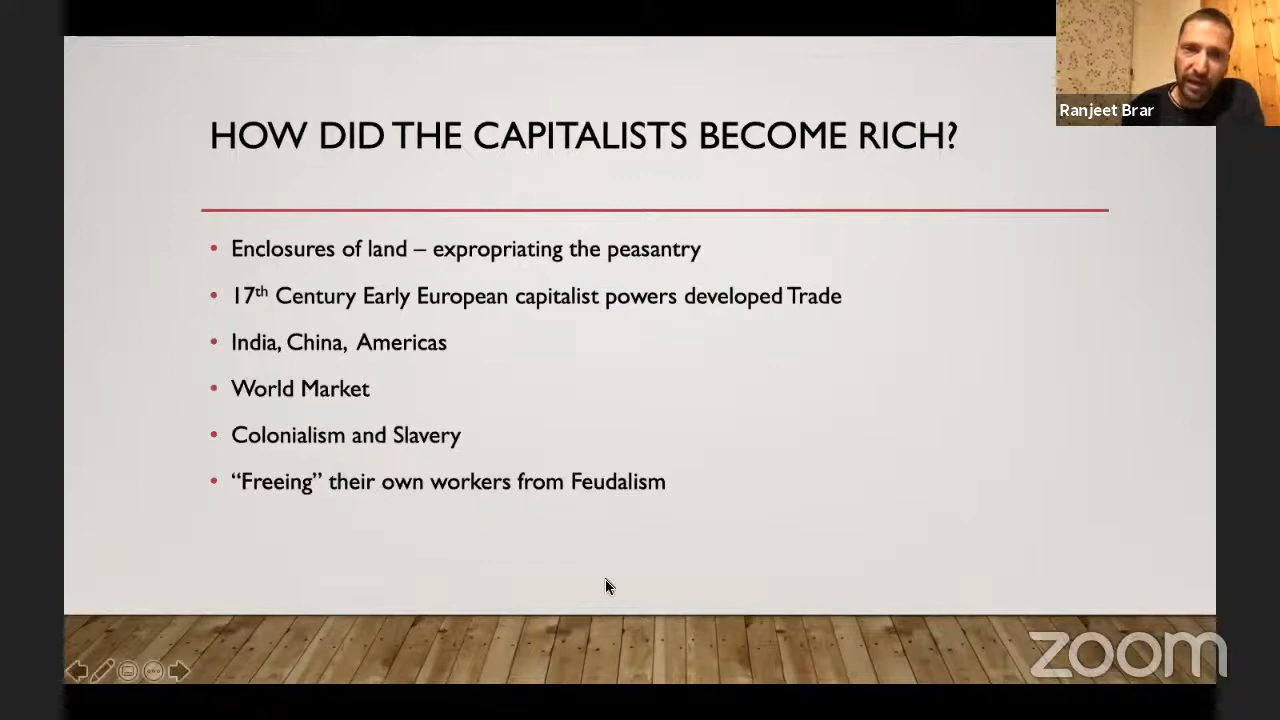 Ranjeet Brar
HOW DID THE CAPITALISTS BECOME RICH?
• Enclosures of land – expropriating the peasantry
• 17th Century Early European capitalist powers developed Trade
• India, China, Americas
• World Market
• Colonialism and Slavery
• “Freeing” their own workers from Feudalism
zoom